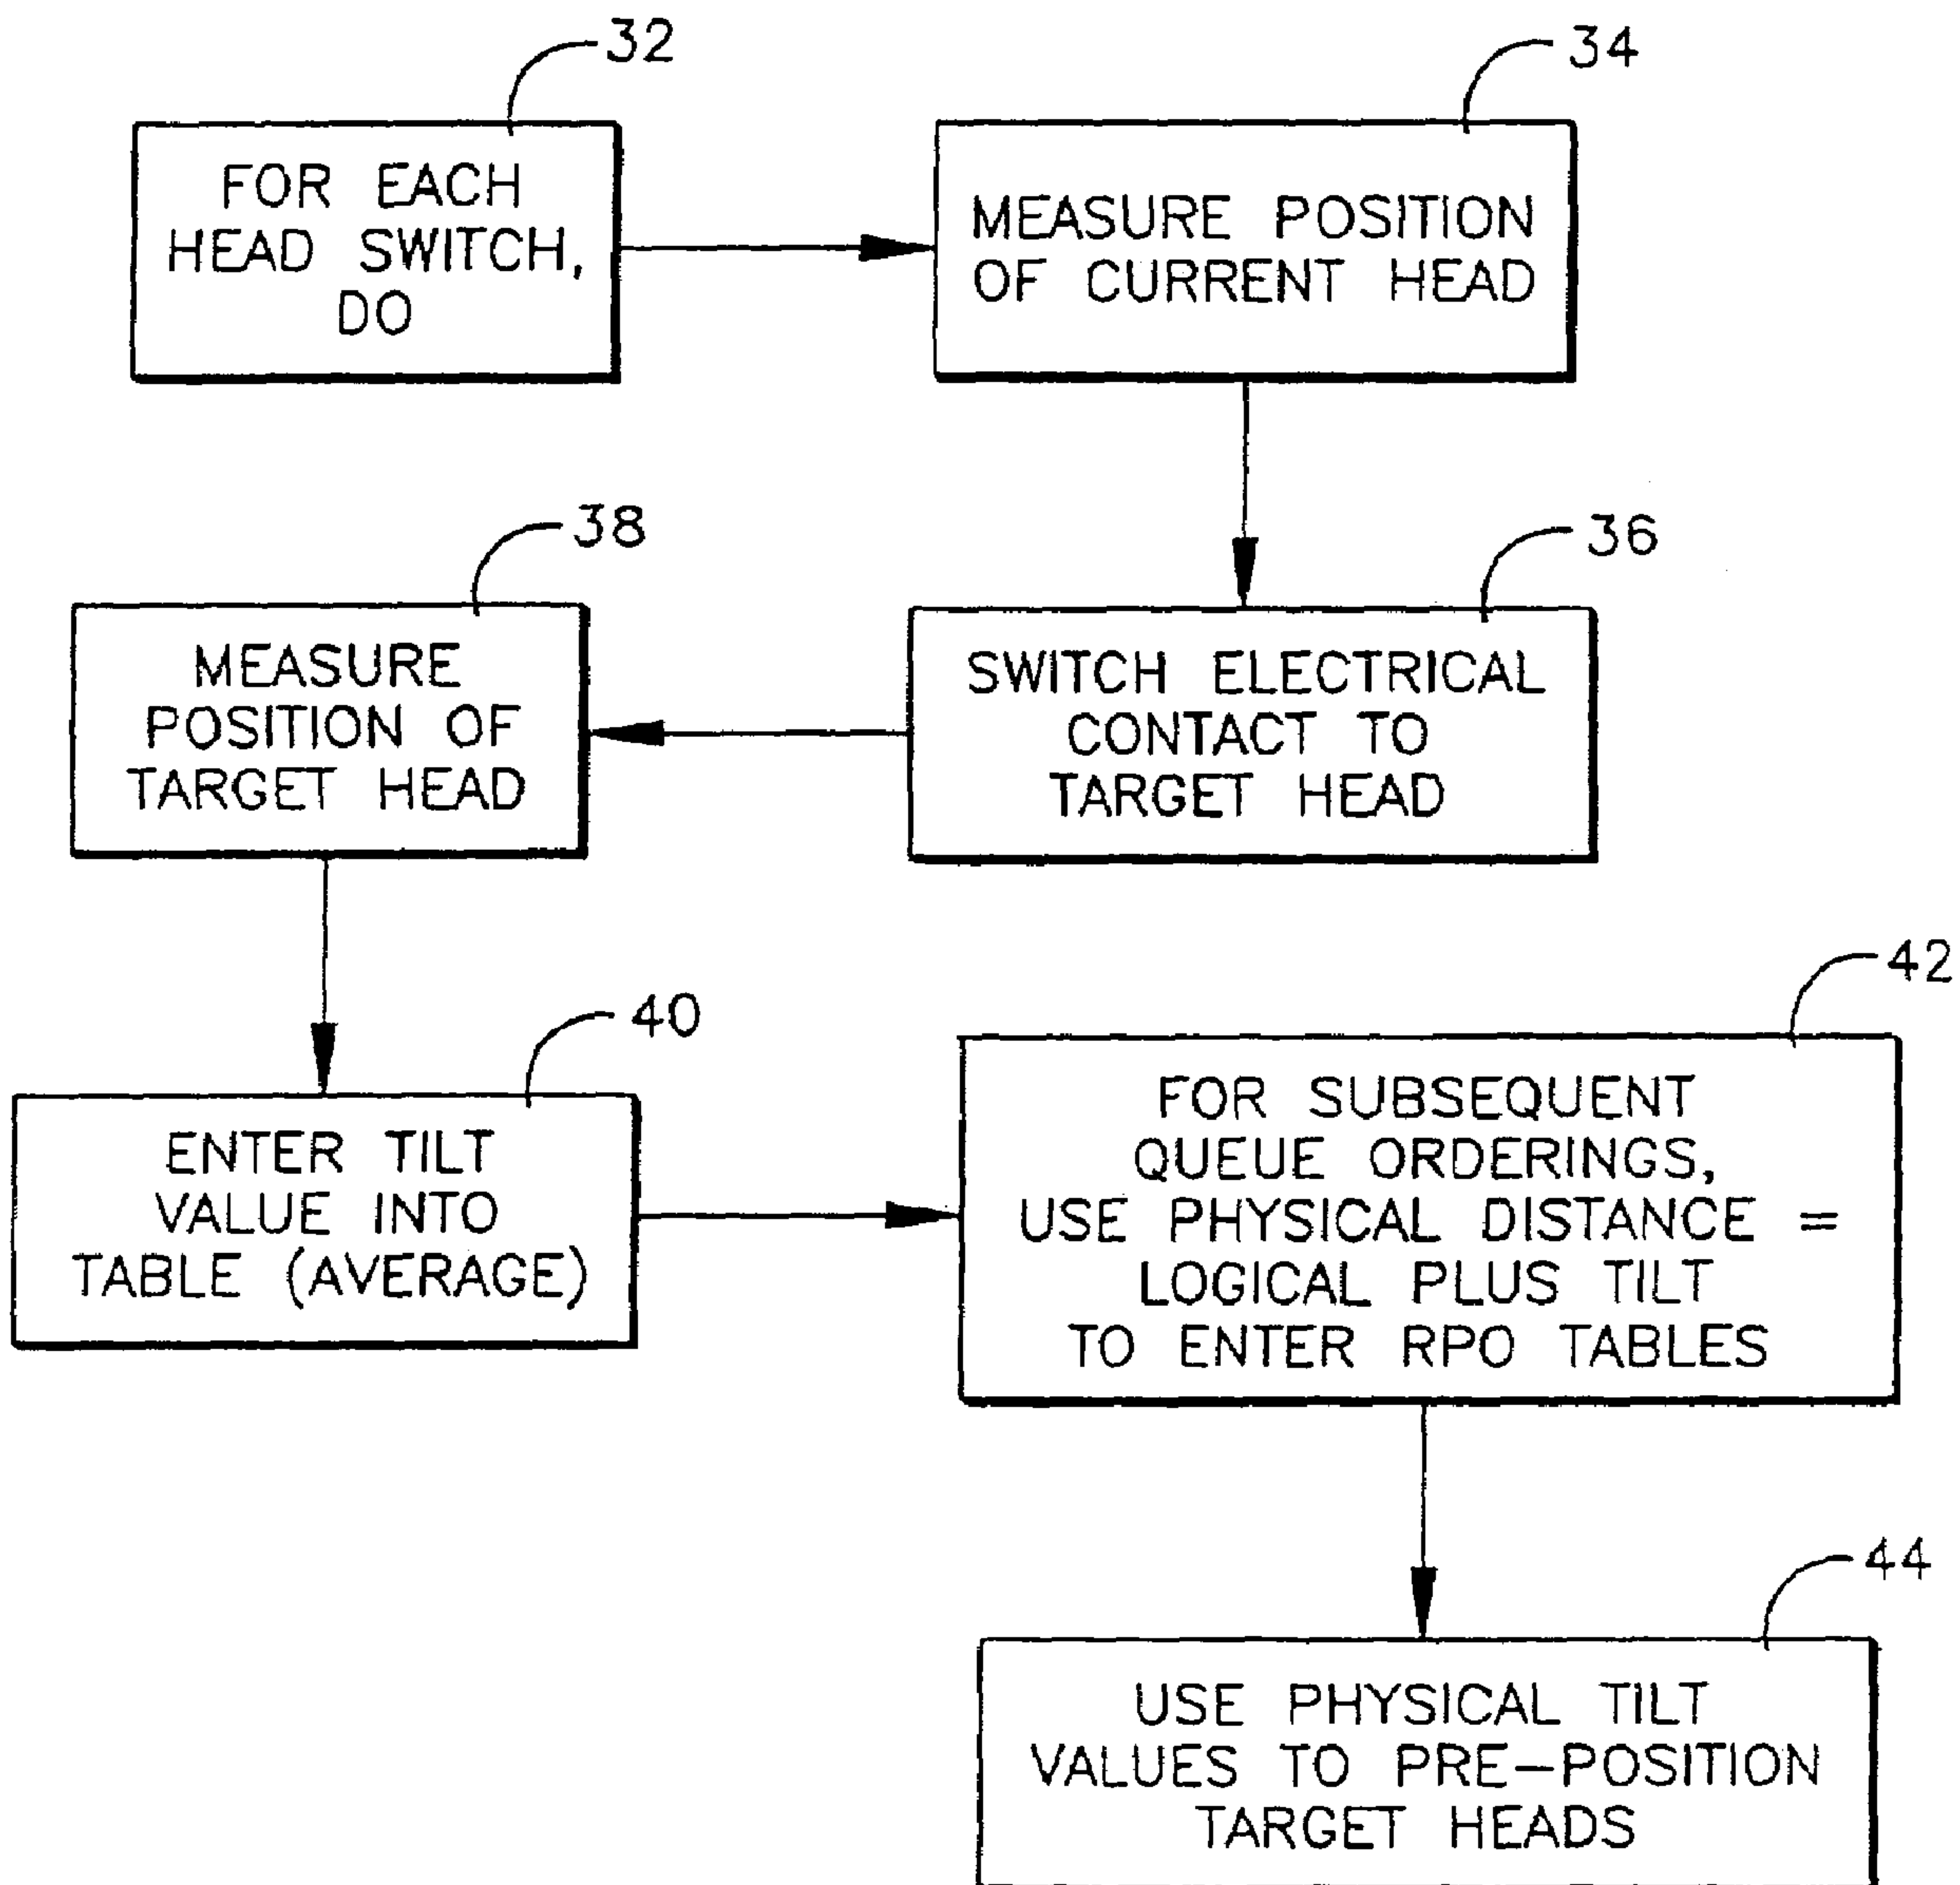 32
FOR EACH
HEAD SWITCH,
DO
34
MEASURE POSITION
OF CURRENT HEAD
36
SWITCH ELECTRICAL
CONTACT TO
TARGET HEAD
38
MEASURE
POSITION OF
TARGET HEAD
40
ENTER TILT
VALUE INTO
TABLE (AVERAGE)
42
FOR SUBSEQUENT
QUEUE ORDERINGS,
USE PHYSICAL DISTANCE =
LOGICAL PLUS TILT
TO ENTER RPO TABLES
44
USE PHYSICAL TILT
VALUES TO PRE-POSITION
TARGET HEADS